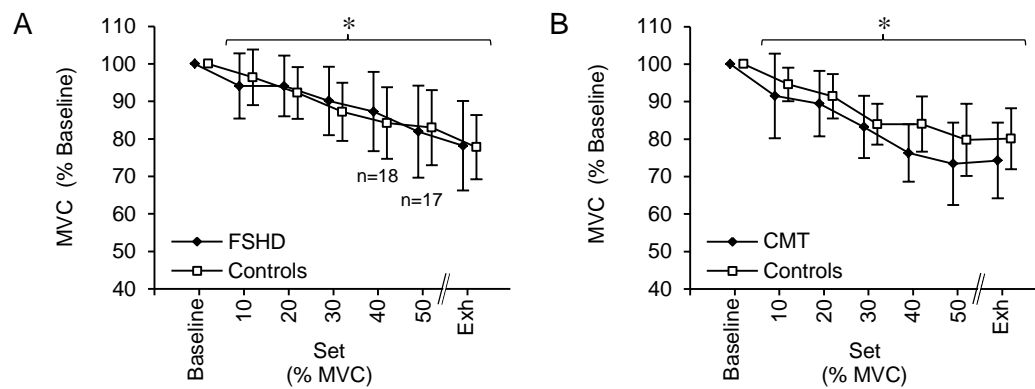 A
*
110
100
90
80
70
60
50
40
MVC (% Baseline)
n=18
n=17
FSHD
Controls
Baseline
10
20
30
40
50
Exh
Set
(% MVC)
B
*
110
100
90
80
70
60
50
40
MVC (% Baseline)
CMT
Controls
Baseline
10
20
30
40
50
Exh
Set
(% MVC)